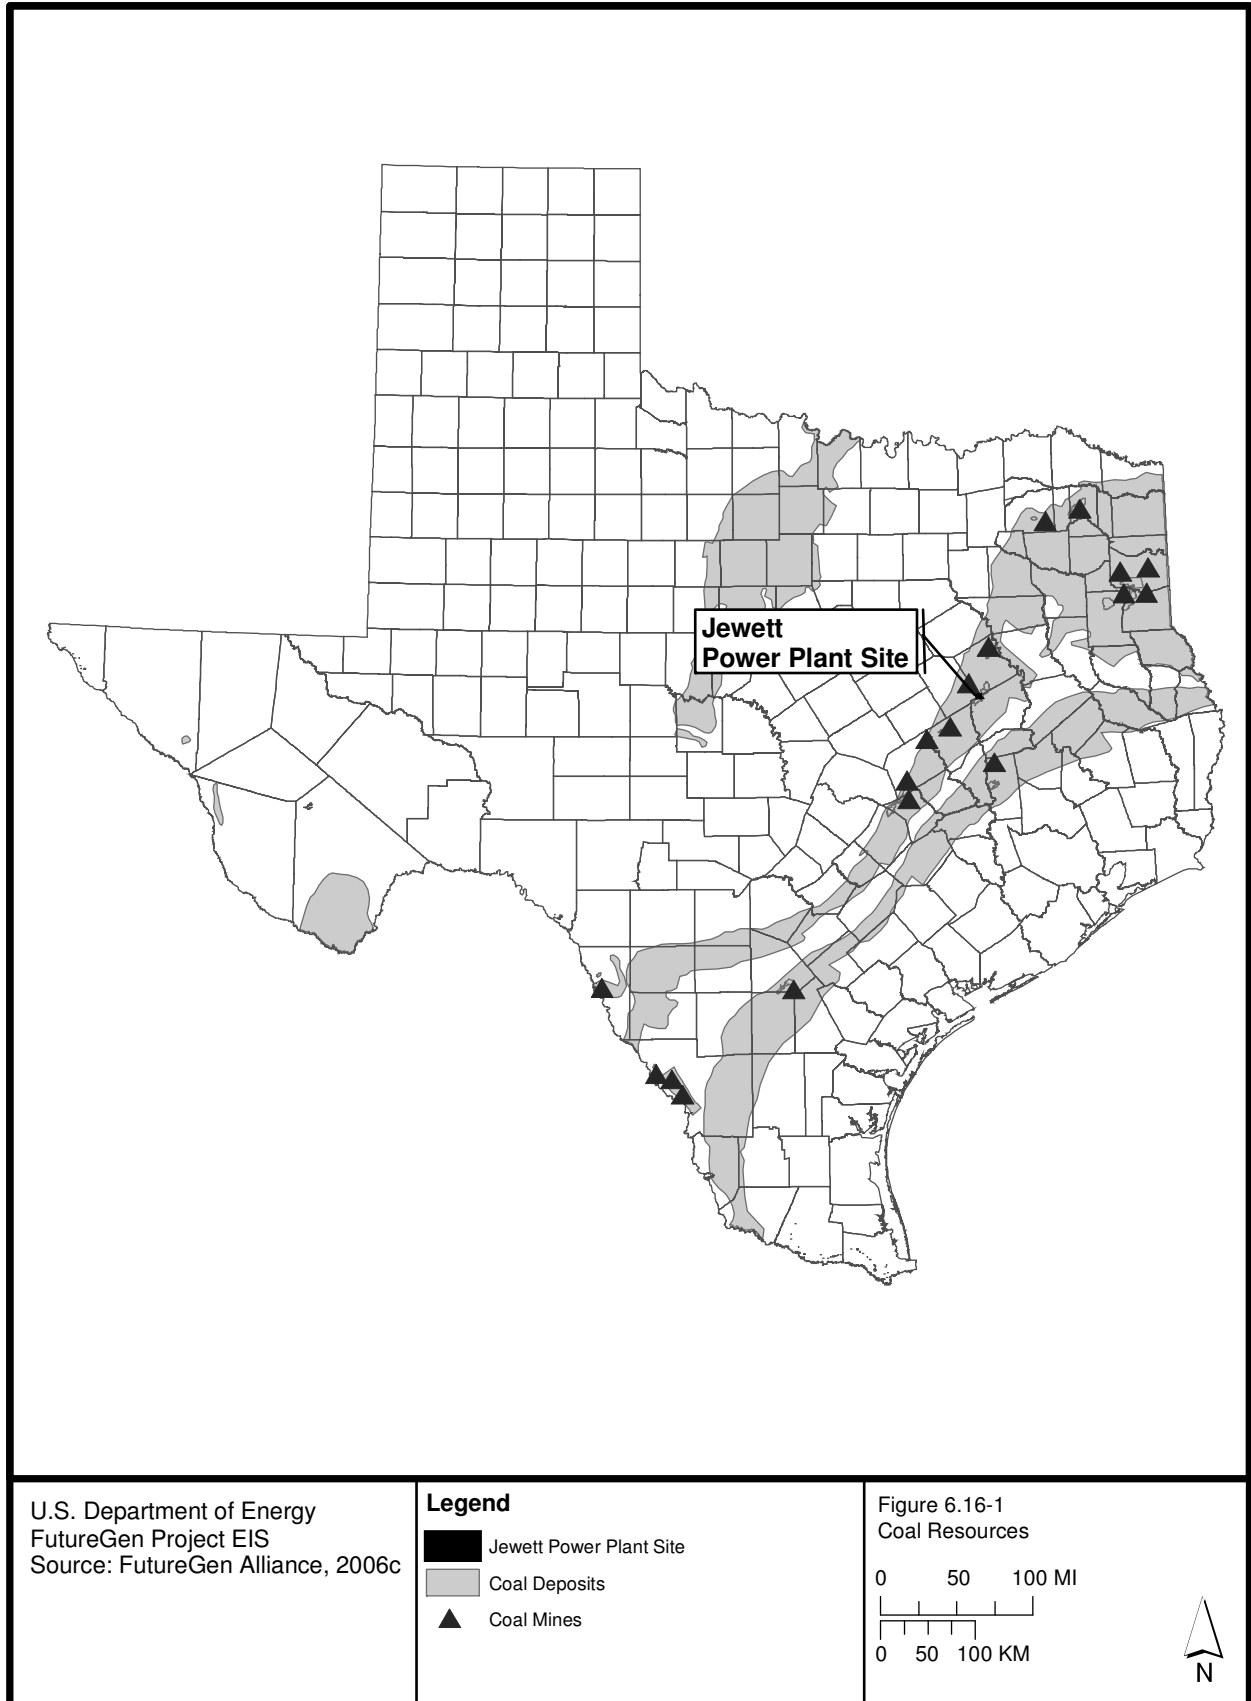 Jewett
Power Plant Site
U.S. Department of Energy
FutureGen Project EIS
Source: FutureGen Alliance, 2006c
Legend
Jewett Power Plant Site
Coal Deposits
Coal Mines
Figure 6.16-1
Coal Resources
0 50 100 MI
0 50 100 KM
N